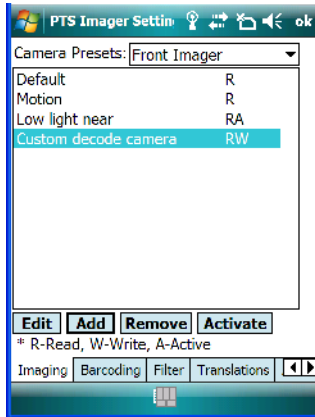 PTS Imager Settin ok
Camera Presets: Front Imager
Default R
Motion R
Low light near RA
Custom decode camera RW
Edit Add Remove Activate
* R-Read, W-Write, A-Active
Imaging Barcoding Filter Translations